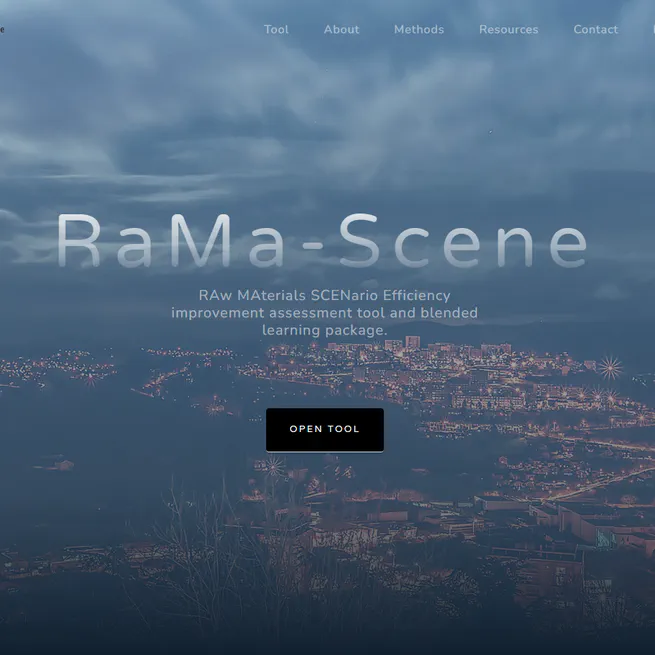 Tool About Methods Resources Contact
RaMa-Scene
RAw MAterials SCENario Efficiency
improvement assessment tool and blended
learning package.
OPEN TOOL